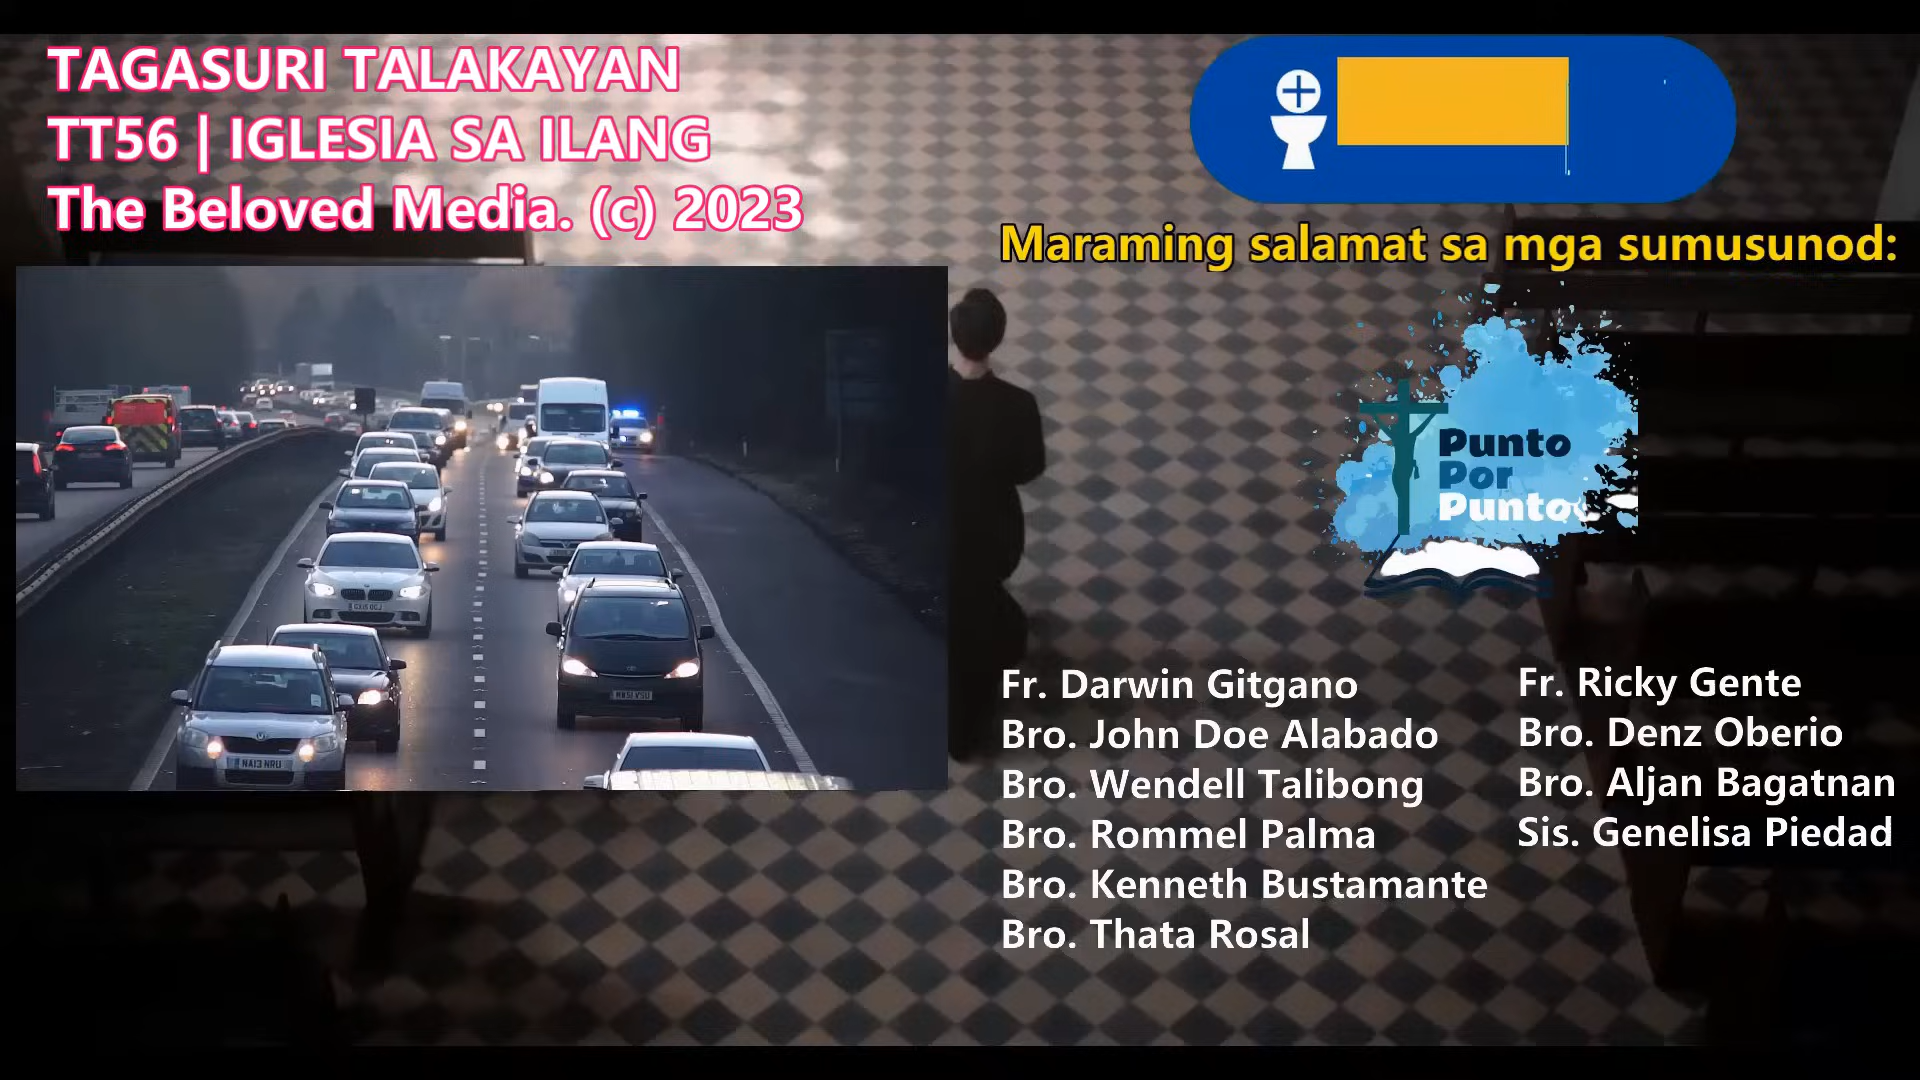 TAGASURI TALAKAYAN
TT56 | IGLESIA SA ILANG
The Beloved Media. (c) 2023
Maraming salamat sa mga sumusunod:
Punto
Por
Punto
Fr. Darwin Gitgano
Bro. John Doe Alabado
Bro. Wendell Talibong
Bro. Rommel Palma
Bro. Kenneth Bustamante
Bro. Thata Rosal
Fr. Ricky Gente
Bro. Denz Oberio
Bro. Aljan Bagatnan
Sis. Genelisa Piedad
NA13 NRU